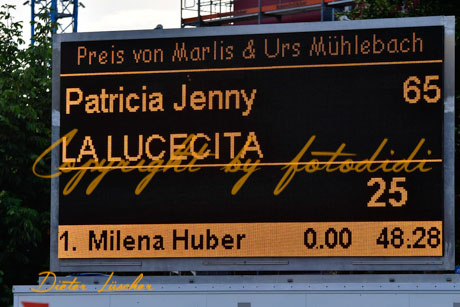 Preis von Marlis & Urs Mühlebach
Patricia Jenny 65
LA LUCECITA
Copyright by fotodidi
25
1. Milena Huber 0.00 48.28
Dieter Lüscher